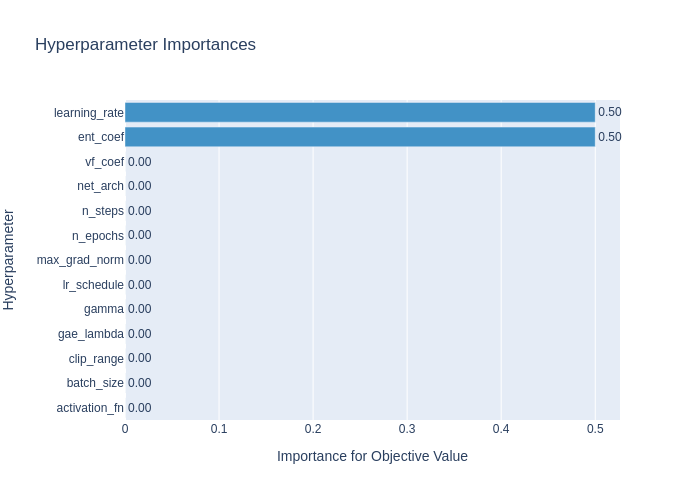 Hyperparameter Importances
Hyperparameter
learning_rate 0.50
ent_coef 0.50
vf_coef 0.00
net_arch 0.00
n_steps 0.00
n_epochs 0.00
max_grad_norm 0.00
lr_schedule 0.00
gamma 0.00
gae_lambda 0.00
clip_range 0.00
batch_size 0.00
activation_fn 0.00
0 0.1 0.2 0.3 0.4 0.5
Importance for Objective Value